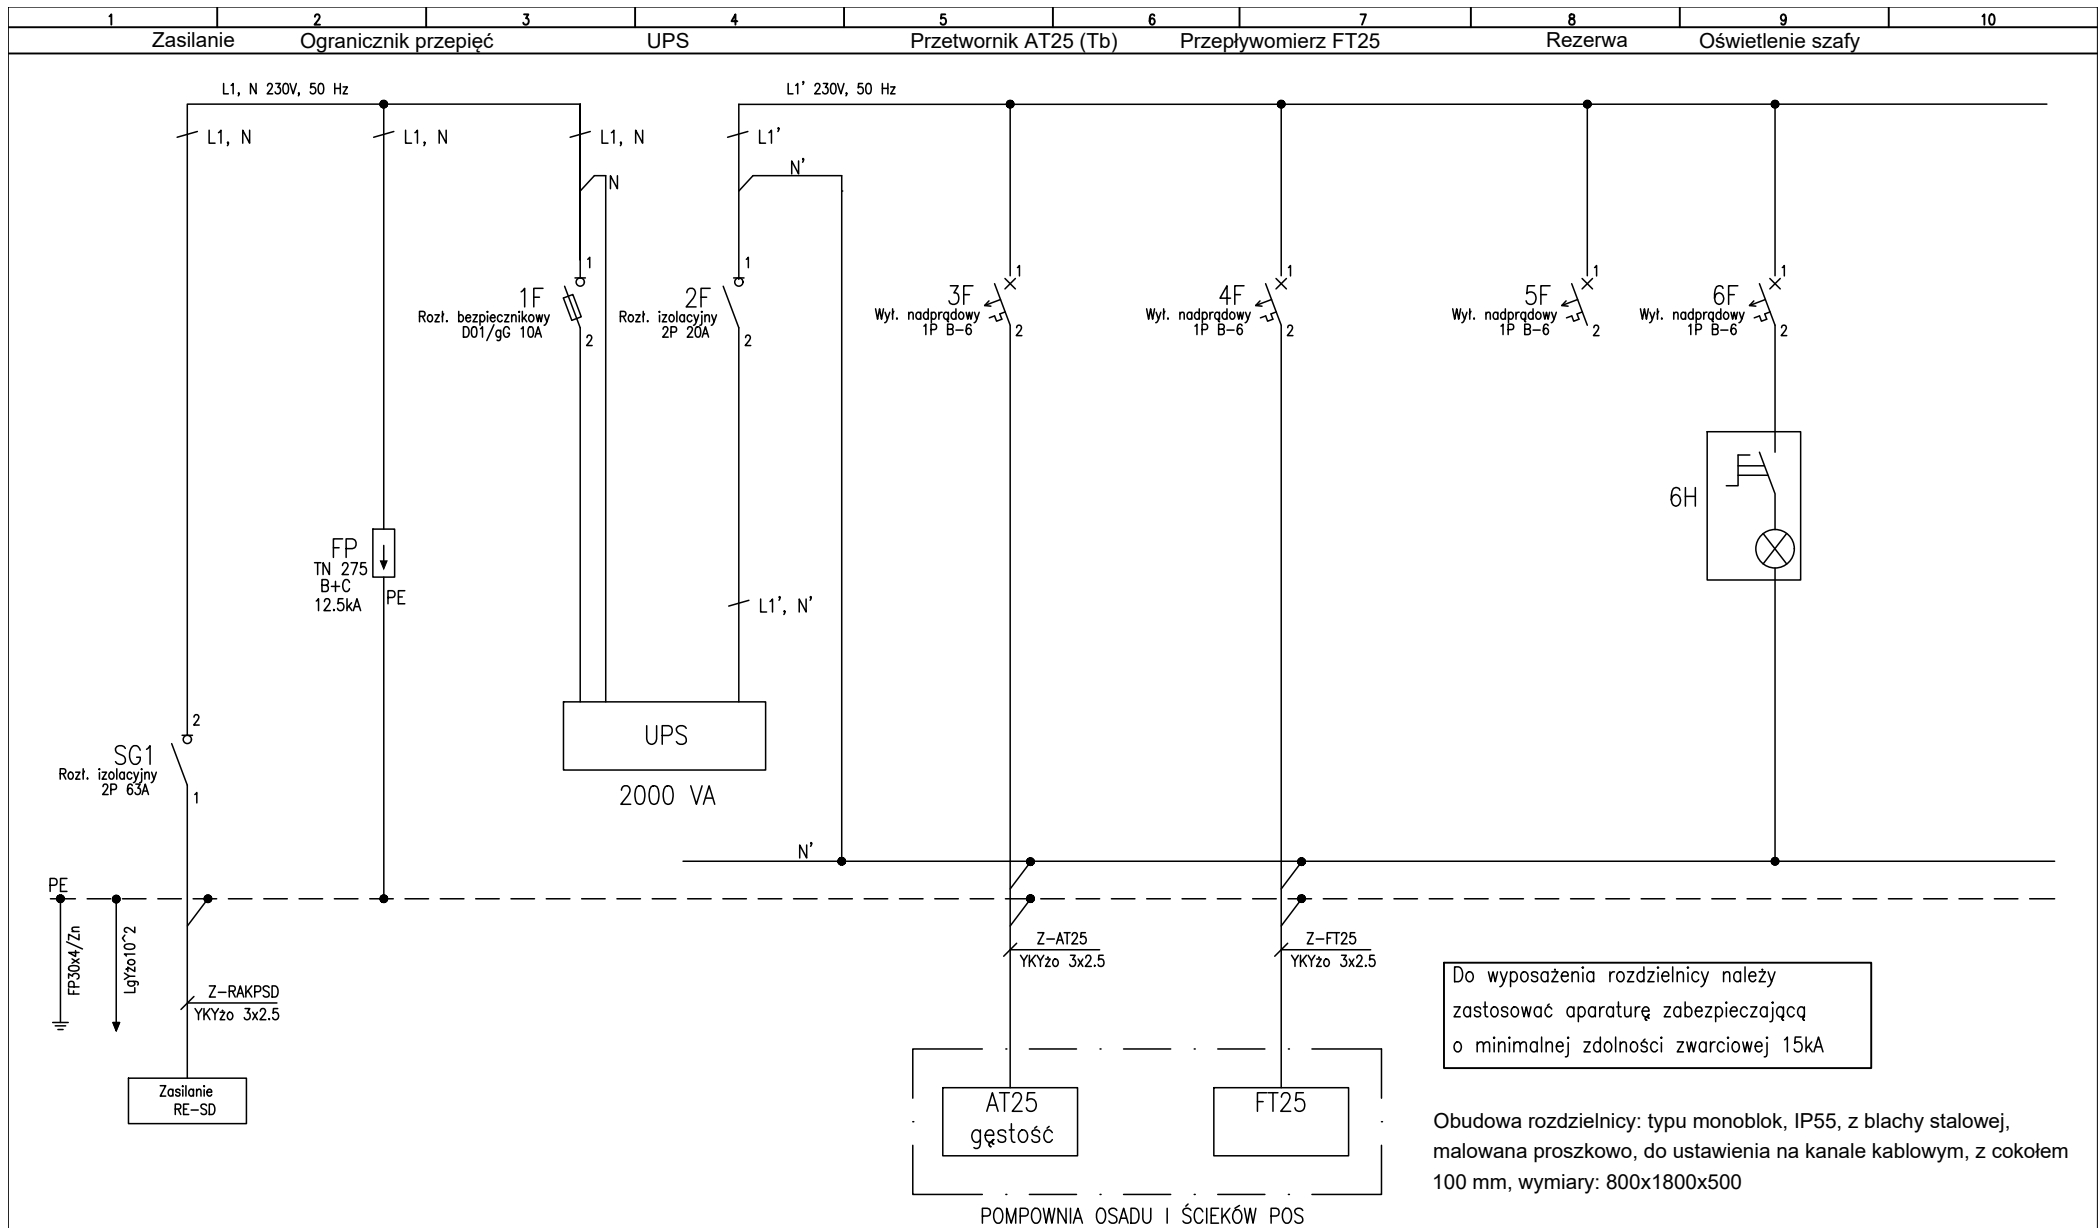 1 2 3 4 5 6 7 8 9 10
Zasilanie Ogranicznik przepięć UPS Przetwornik AT25 (Tb) Przepływomierz FT25 Rezerwa Oświetlenie szafy
L1, N 230V, 50 Hz
L1' 230V, 50 Hz
L1, N
L1, N
L1, N
L1'
N
N'
1
1F
Rozł. bezpiecznikowy
D01/gG 10A
2
1
2F
Rozł. izolacyjny
2P 20A
2
1
3F
Wył. nadprądowy
1P B-6
2
1
4F
Wył. nadprądowy
1P B-6
2
1
5F
Wył. nadprądowy
1P B-6
2
1
6F
Wył. nadprądowy
1P B-6
2
6H
FP
TN 275
B+C
12.5kA
PE
L1', N'
2
SG1
Rozł. izolacyjny
2P 63A
1
UPS
2000 VA
N'
PE
FP30x4/Zn
LgYżo10^2
Z-RAKPSD
YKYżo 3x2.5
Zasilanie
RE-SD
Z-AT25
YKYżo 3x2.5
Z-FT25
YKYżo 3x2.5
AT25
gęstość
FT25
POMPOWNIA OSADU I ŚCIEKÓW POS
Do wyposażenia rozdzielnicy należy
zastosować aparaturę zabezpieczającą
o minimalnej zdolności zwarciowej 15kA
Obudowa rozdzielnicy: typu monoblok, IP55, z blachy stalowej,
malowana proszkowo, do ustawienia na kanale kablowym, z cokołem
100 mm, wymiary: 800x1800x500